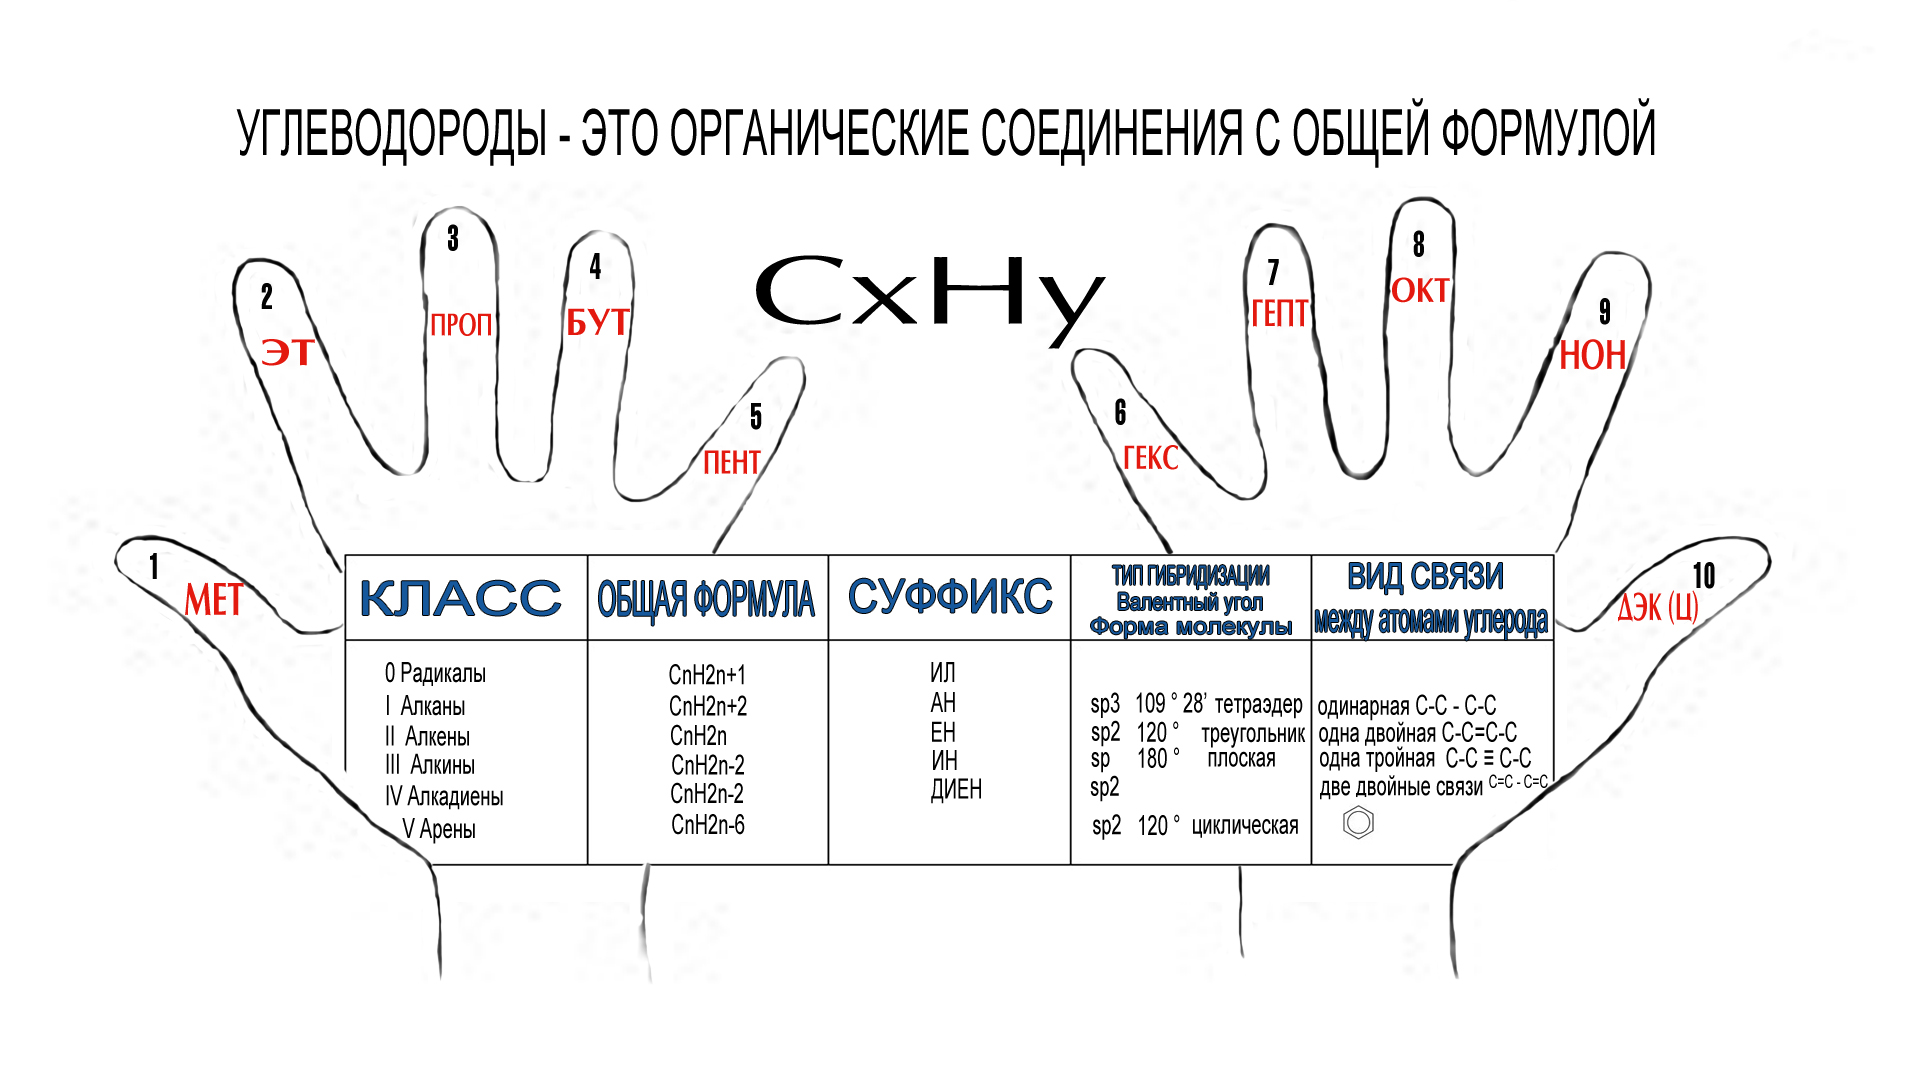 УГЛЕВОДОРОДЫ - ЭТО ОРГАНИЧЕСКИЕ СОЕДИНЕНИЯ С ОБЩЕЙ ФОРМУЛОЙ
CxHy
1
МЕТ
2
ЭТ
3
ПРОП
4
БУТ
5
ПЕНТ
6
ГЕКС
7
ГЕПТ
8
ОКТ
9
НОН
10
ДЭК (Ц)
КЛАСС
ОБЩАЯ ФОРМУЛА
СУФФИКС
ТИП ГИБРИДИЗАЦИИ
Валентный угол
Форма молекулы
ВИД СВЯЗИ
между атомами углерода
0 Радикалы CnH2n+1 ИЛ
I Алканы CnH2n+2 АН sp3 109 ° 28’ тетраэдер одинарная С-С - С-С
II Алкены CnH2n ЕН sp2 120 ° треугольник одна двойная С-С=С-С
III Алкины CnH2n-2 ИН sp 180 ° плоская одна тройная С-С ≡ С-С
IV Алкадиены CnH2n-2 ДИЕН sp2 две двойные связи С=С - С=С
V Арены CnH2n-6 sp2 120 ° циклическая